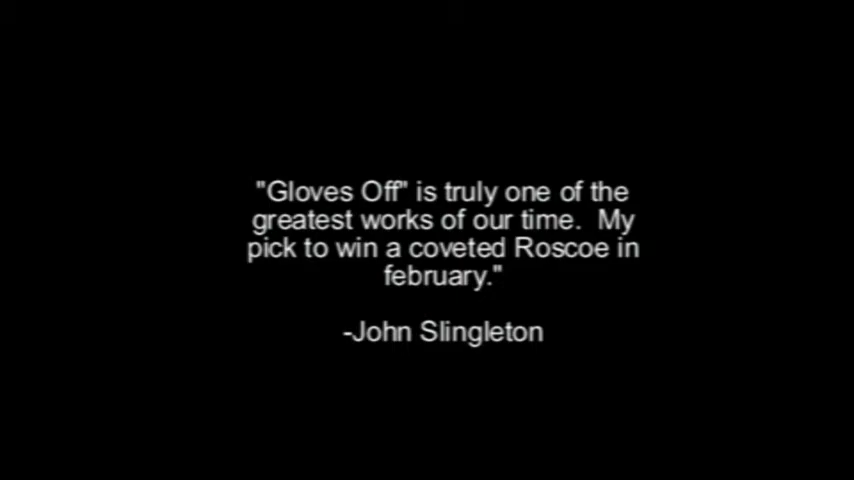 "Gloves Off" is truly one of the
greatest works of our time.  My
pick to win a coveted Roscoe in
february."
-John Slingleton